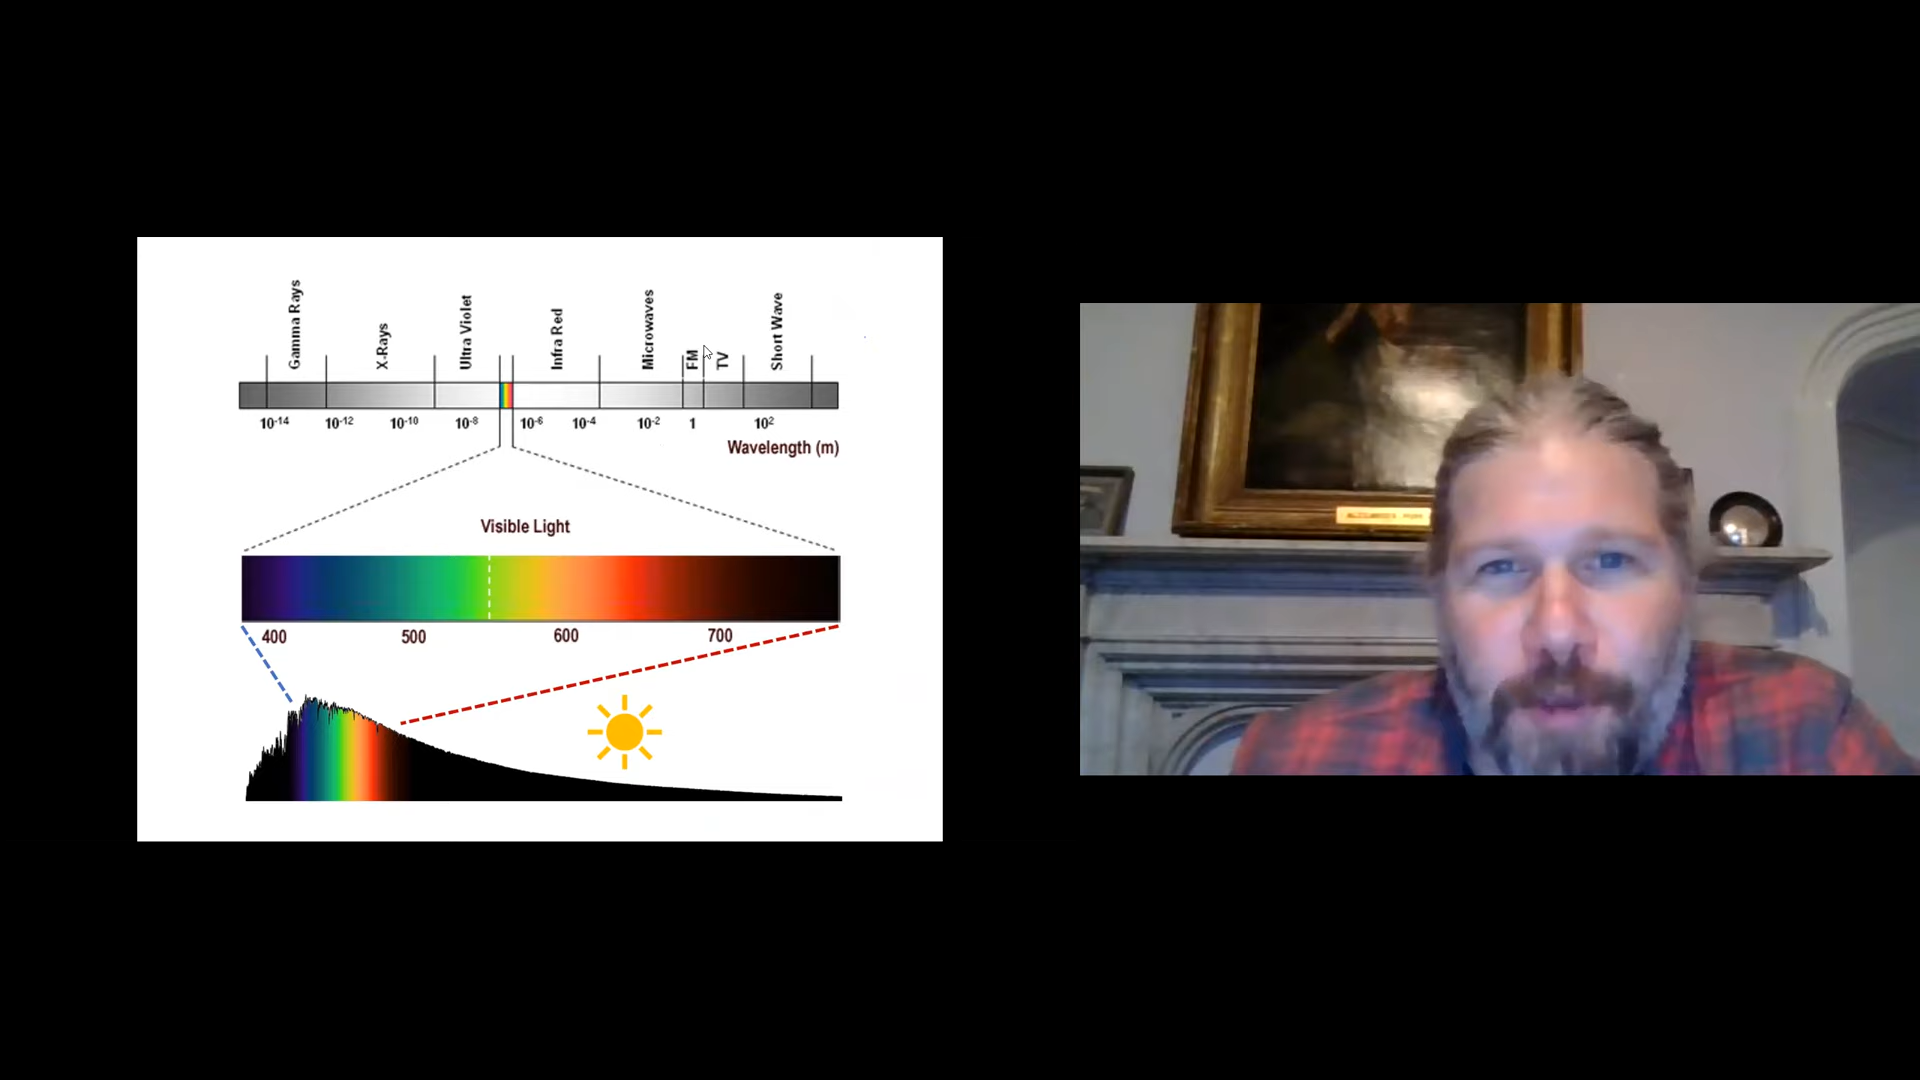 Gamma Rays
X-Rays
Ultra Violet
Infra Red
Microwaves
FM
TV
Short Wave
10-14 10-12 10-10 10-8 10-6 10-4 10-2 1 102
Wavelength (m)
Visible Light
400 500 600 700